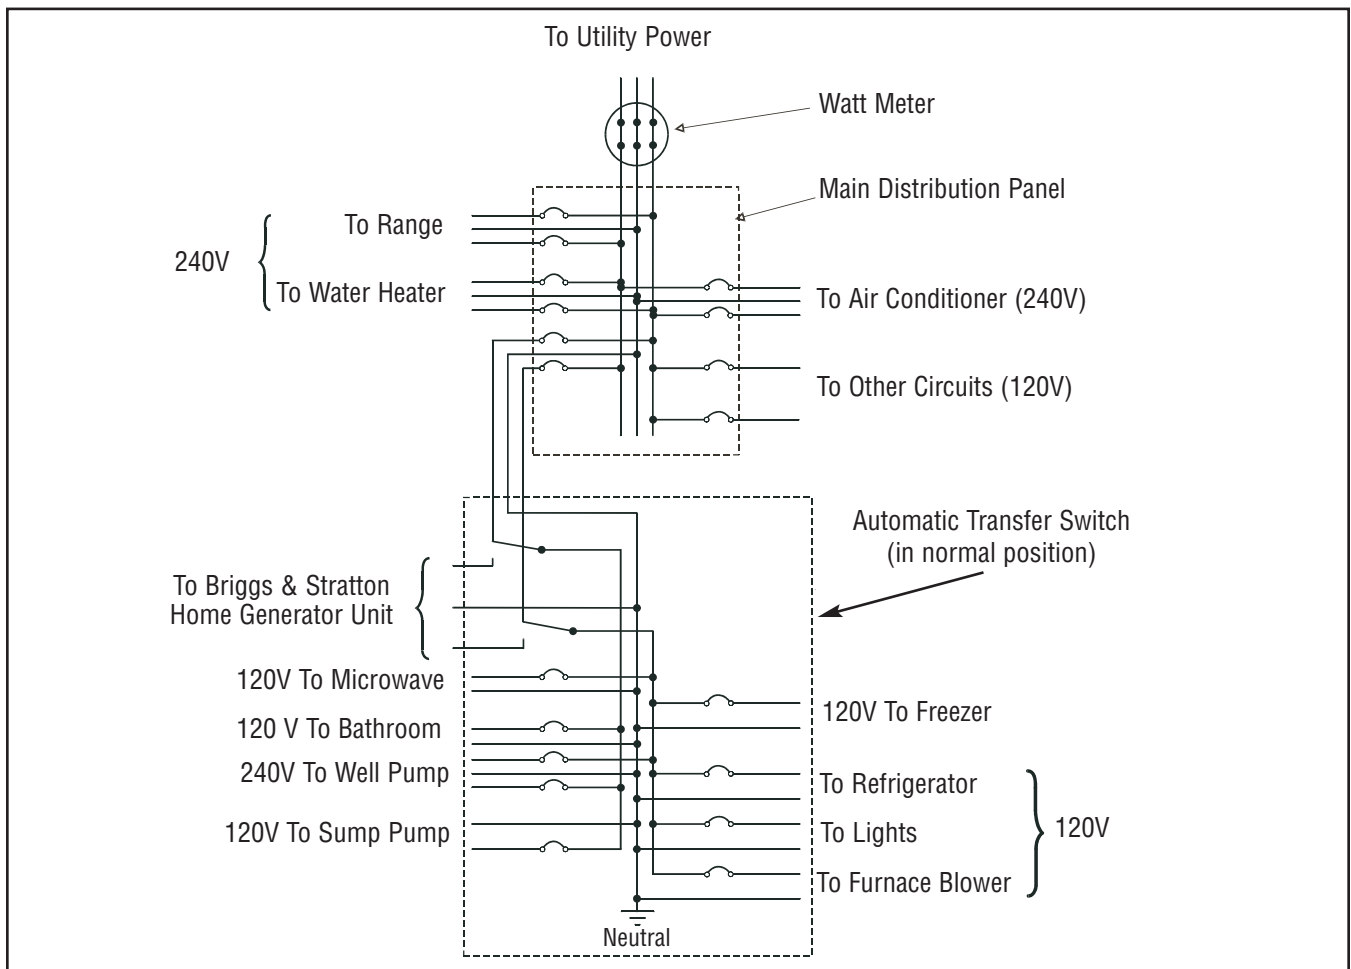 To Utility Power
Watt Meter
Main Distribution Panel
To Range
240V
To Water Heater
To Air Conditioner (240V)
To Other Circuits (120V)
Automatic Transfer Switch
(in normal position)
To Briggs & Stratton
Home Generator Unit
120V To Microwave
120V To Freezer
120 V To Bathroom
240V To Well Pump
To Refrigerator
120V To Sump Pump
To Lights
120V
To Furnace Blower
Neutral